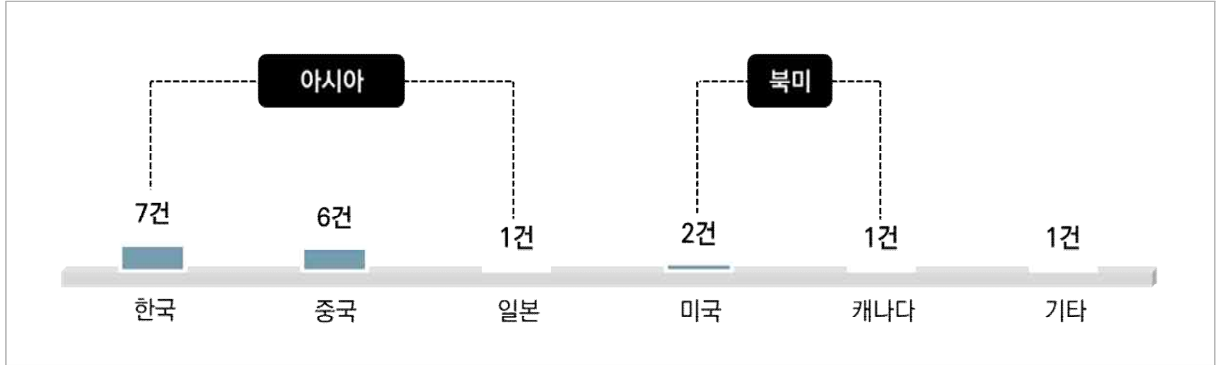 아시아 북미
7건 6건 1건 2건 1건 1건
한국 중국 일본 미국 캐나다 기타